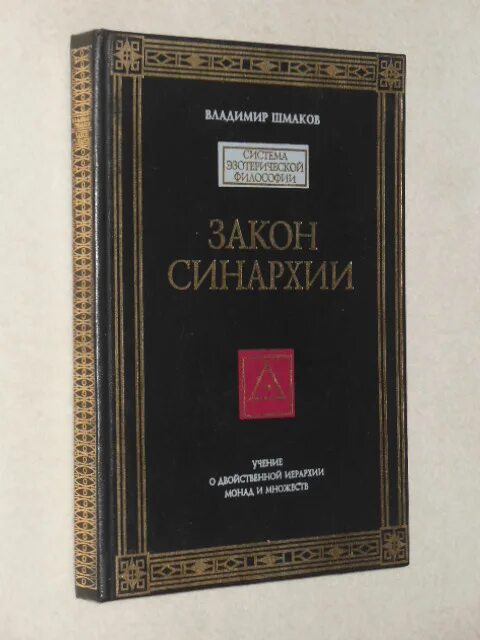 ВЛАДИМИР ШМАКОВ
СИСТЕМА
ЭЗОТЕРИЧЕСКОЙ
ФИЛОСОФИИ
ЗАКОН
СИНАРХИИ
УЧЕНИЕ
О ДВОЙСТВЕННОЙ ИЕРАРХИИ
МОНАД И МНОЖЕСТВ